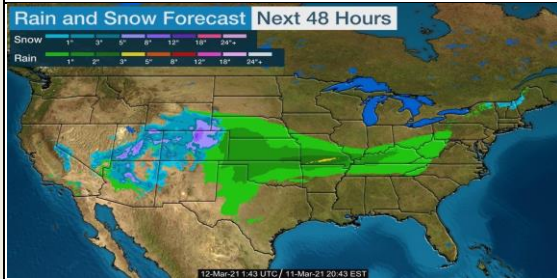 Rain and Snow Forecast Next 48 Hours
Snow
1" 3" 5" 8" 12" 18" 24"+
Rain
1" 2" 3" 5" 8" 12" 18" 24"+
12-Mar-21 1:43 UTC / 11-Mar-21 20:43 EST